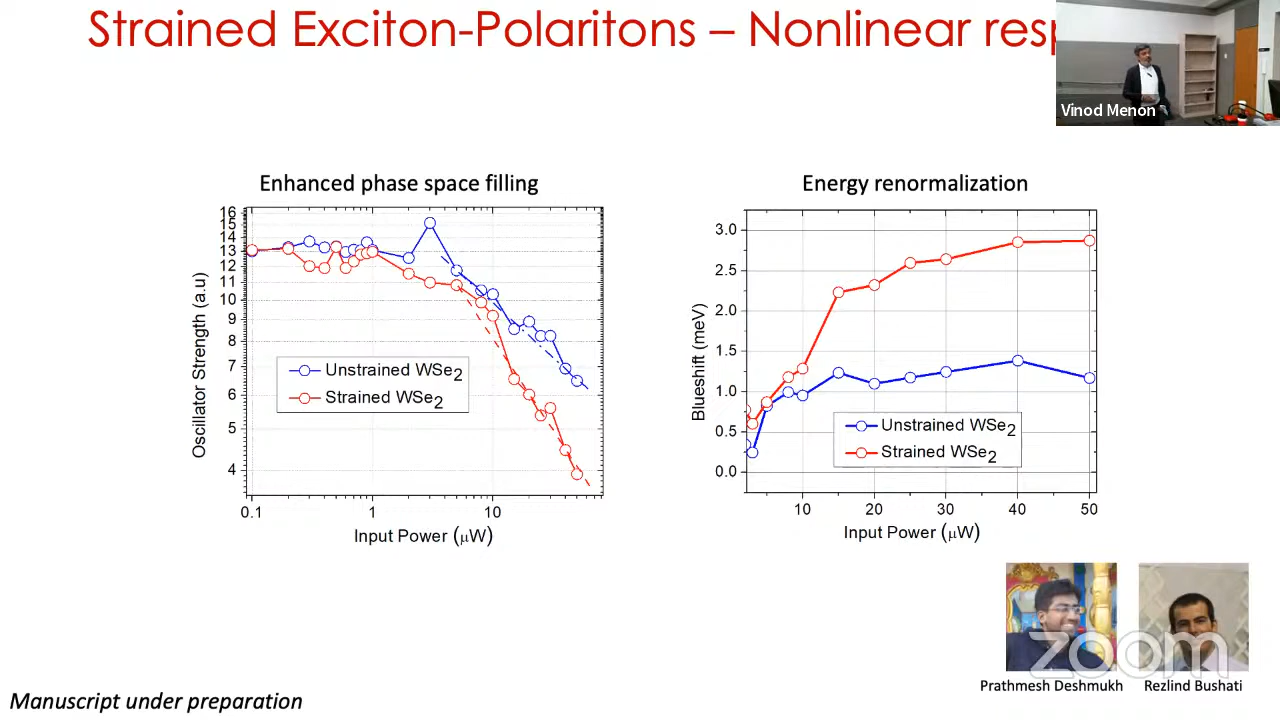 Strained Exciton-Polaritons – Nonlinear resp
Vinod Menon
Enhanced phase space filling
16
15
14
13
12
11
10
9
8
7
6
5
4
Oscillator Strength (a.u)
Unstrained WSe2
Strained WSe2
0.1 1 10
Input Power (μW)
Energy renormalization
3.0
2.5
2.0
1.5
1.0
0.5
0.0
Blueshift (meV)
Unstrained WSe2
Strained WSe2
10 20 30 40 50
Input Power (μW)
zoom
Prathmesh Deshmukh Rezlind Bushati
Manuscript under preparation